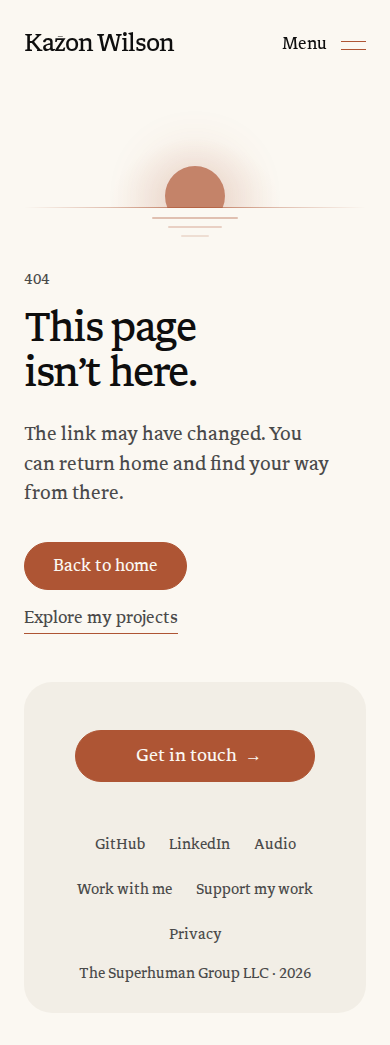 Kazon Wilson
Menu
404
This page
isn’t here.
The link may have changed. You
can return home and find your way
from there.
Back to home
Explore my projects
Get in touch →
GitHub LinkedIn Audio
Work with me Support my work
Privacy
The Superhuman Group LLC · 2026